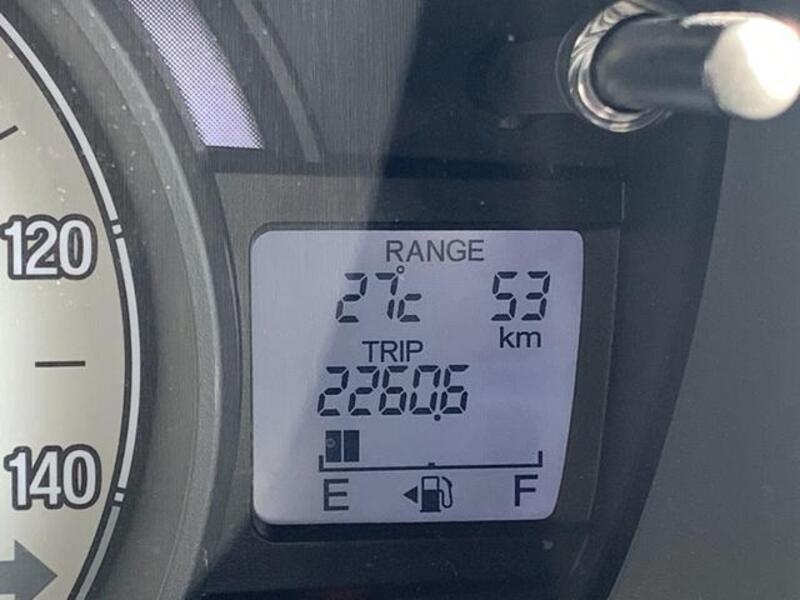 120
140
RANGE
27°C 53
km
TRIP
2260.6
E F